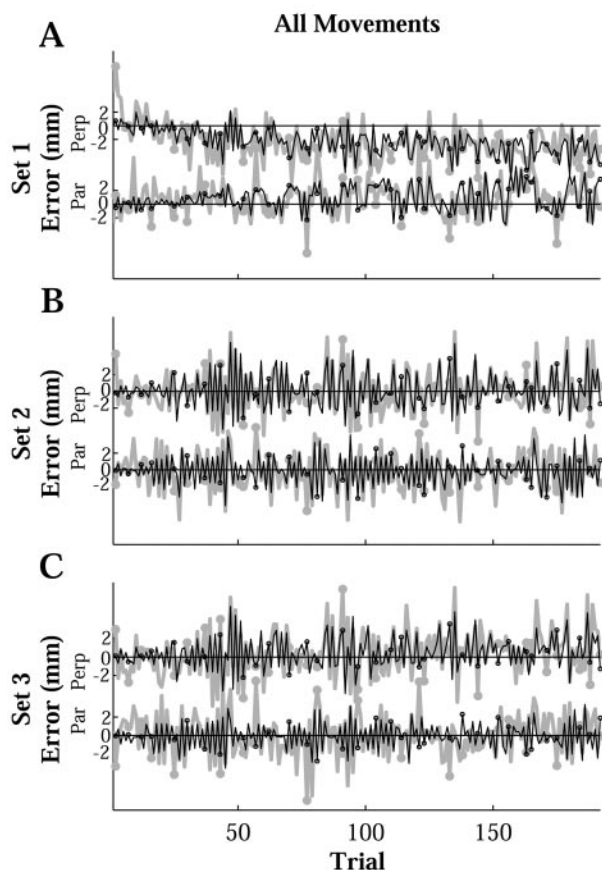 All Movements
A
Set 1
Error (mm)
Perp
2
0
-2
Par
2
0
-2
B
Set 2
Error (mm)
Perp
2
0
-2
Par
2
0
-2
C
Set 3
Error (mm)
Perp
2
0
-2
Par
2
0
-2
50
100
150
Trial